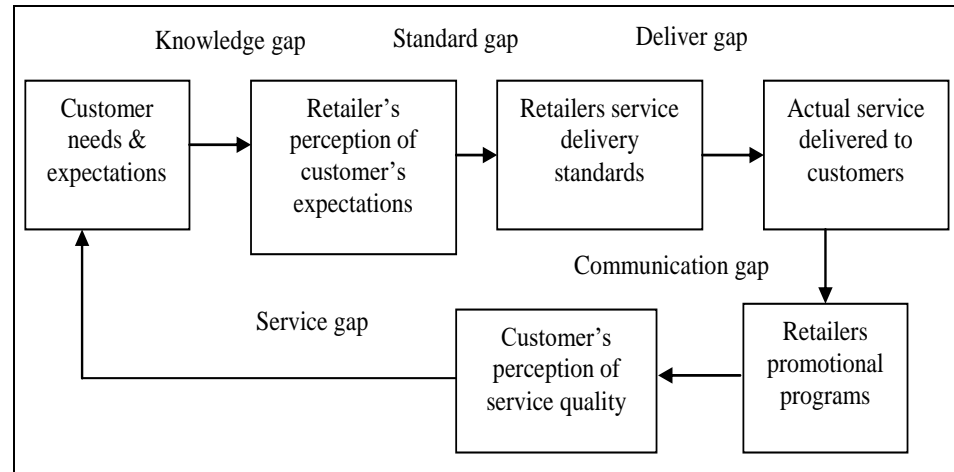 Knowledge gap
Standard gap
Deliver gap
Customer
needs &
expectations
Retailer's
perception of
customer's
expectations
Retailers service
delivery
standards
Actual service
delivered to
customers
Communication gap
Service gap
Customer's
perception of
service quality
Retailers
promotional
programs